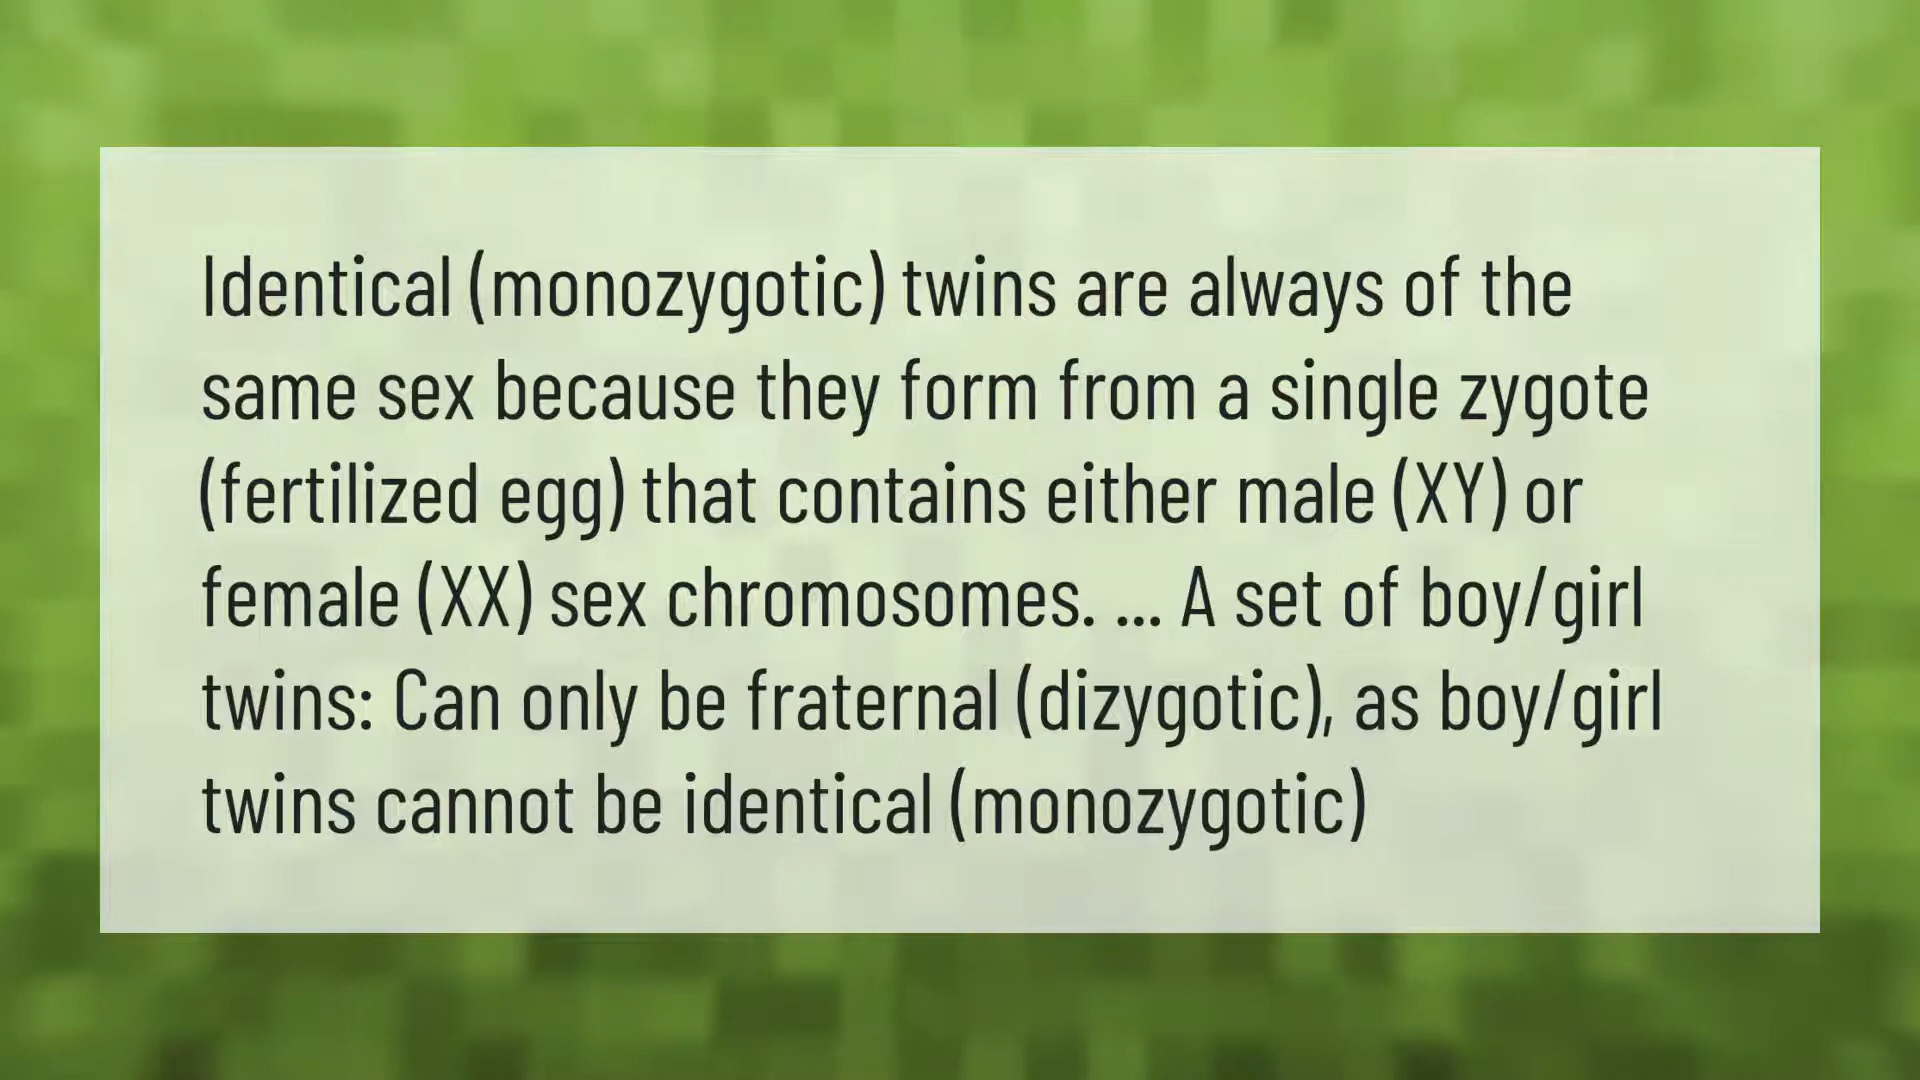 Identical (monozygotic) twins are always of the
same sex because they form from a single zygote
(fertilized egg) that contains either male (XY) or
female (XX) sex chromosomes. ... A set of boy/girl
twins: Can only be fraternal (dizygotic), as boy/girl
twins cannot be identical (monozygotic)